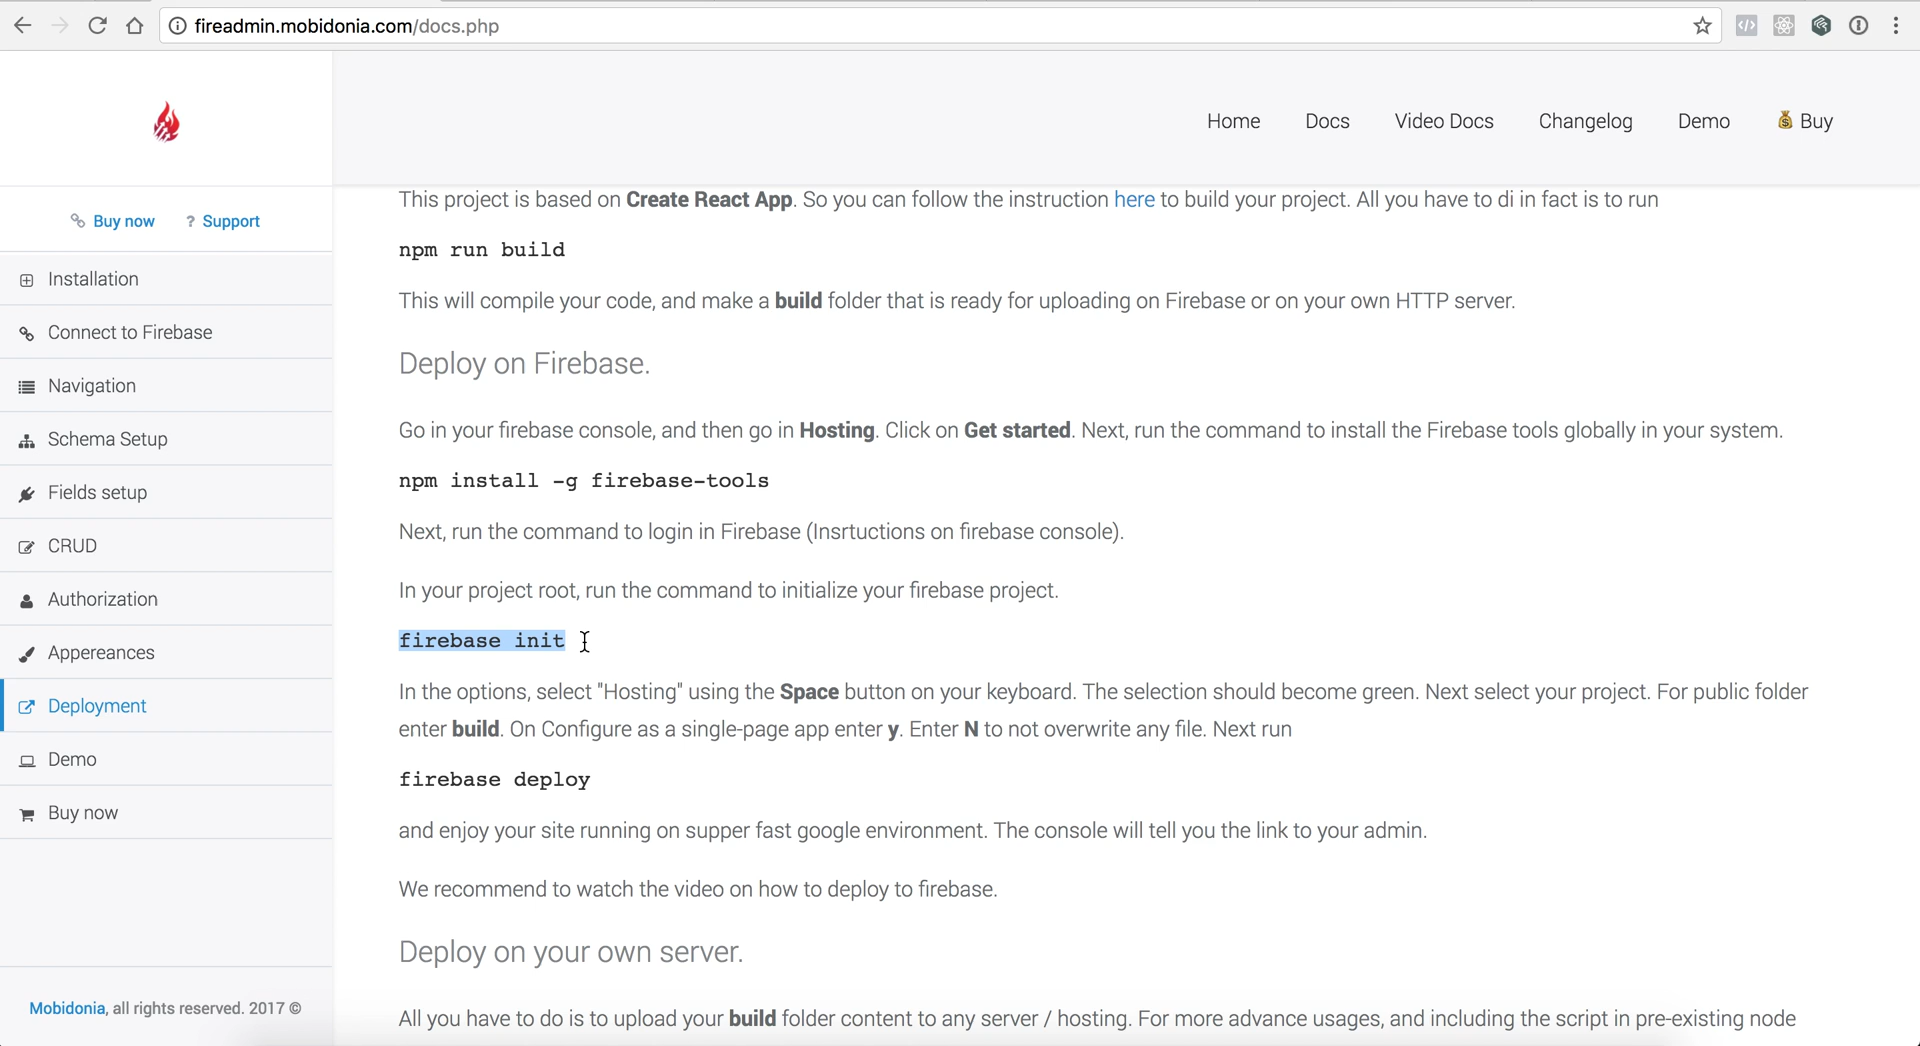 fireadmin.mobidonia.com/docs.php
Home Docs Video Docs Changelog Demo Buy
Buy now ? Support
Installation
Connect to Firebase
Navigation
Schema Setup
Fields setup
CRUD
Authorization
Appereances
Deployment
Demo
Buy now
Mobidonia, all rights reserved. 2017 ©
This project is based on Create React App. So you can follow the instruction here to build your project. All you have to di in fact is to run
npm run build
This will compile your code, and make a build folder that is ready for uploading on Firebase or on your own HTTP server.
Deploy on Firebase.
Go in your firebase console, and then go in Hosting. Click on Get started. Next, run the command to install the Firebase tools globally in your system.
npm install -g firebase-tools
Next, run the command to login in Firebase (Insrtuctions on firebase console).
In your project root, run the command to initialize your firebase project.
firebase init
In the options, select "Hosting" using the Space button on your keyboard. The selection should become green. Next select your project. For public folder
enter build. On Configure as a single-page app enter y. Enter N to not overwrite any file. Next run
firebase deploy
and enjoy your site running on supper fast google environment. The console will tell you the link to your admin.
We recommend to watch the video on how to deploy to firebase.
Deploy on your own server.
All you have to do is to upload your build folder content to any server / hosting. For more advance usages, and including the script in pre-existing node